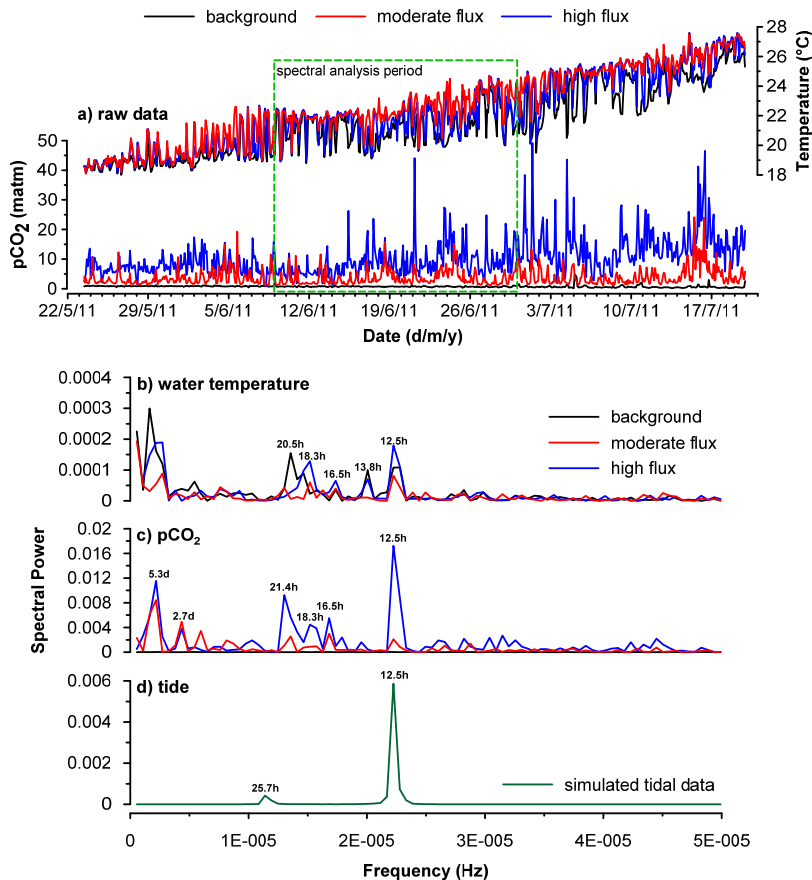 background moderate flux high flux
28
spectral analysis period
26
a) raw data
24
22
20
18
Temperature (°C)
50
40
30
20
10
0
pCO2 (matm)
22/5/11 29/5/11 5/6/11 12/6/11 19/6/11 26/6/11 3/7/11 10/7/11 17/7/11
Date (d/m/y)
b) water temperature
0.0004
0.0003
0.0002
0.0001
0
20.5h 18.3h 16.5h 13.8h 12.5h
background
moderate flux
high flux
c) pCO2
0.02
0.016
0.012
0.008
0.004
0
5.3d 2.7d 21.4h 18.3h 16.5h 12.5h
Spectral Power
d) tide
0.006
0.004
0.002
0
25.7h 12.5h
simulated tidal data
0 1E-005 2E-005 3E-005 4E-005 5E-005
Frequency (Hz)